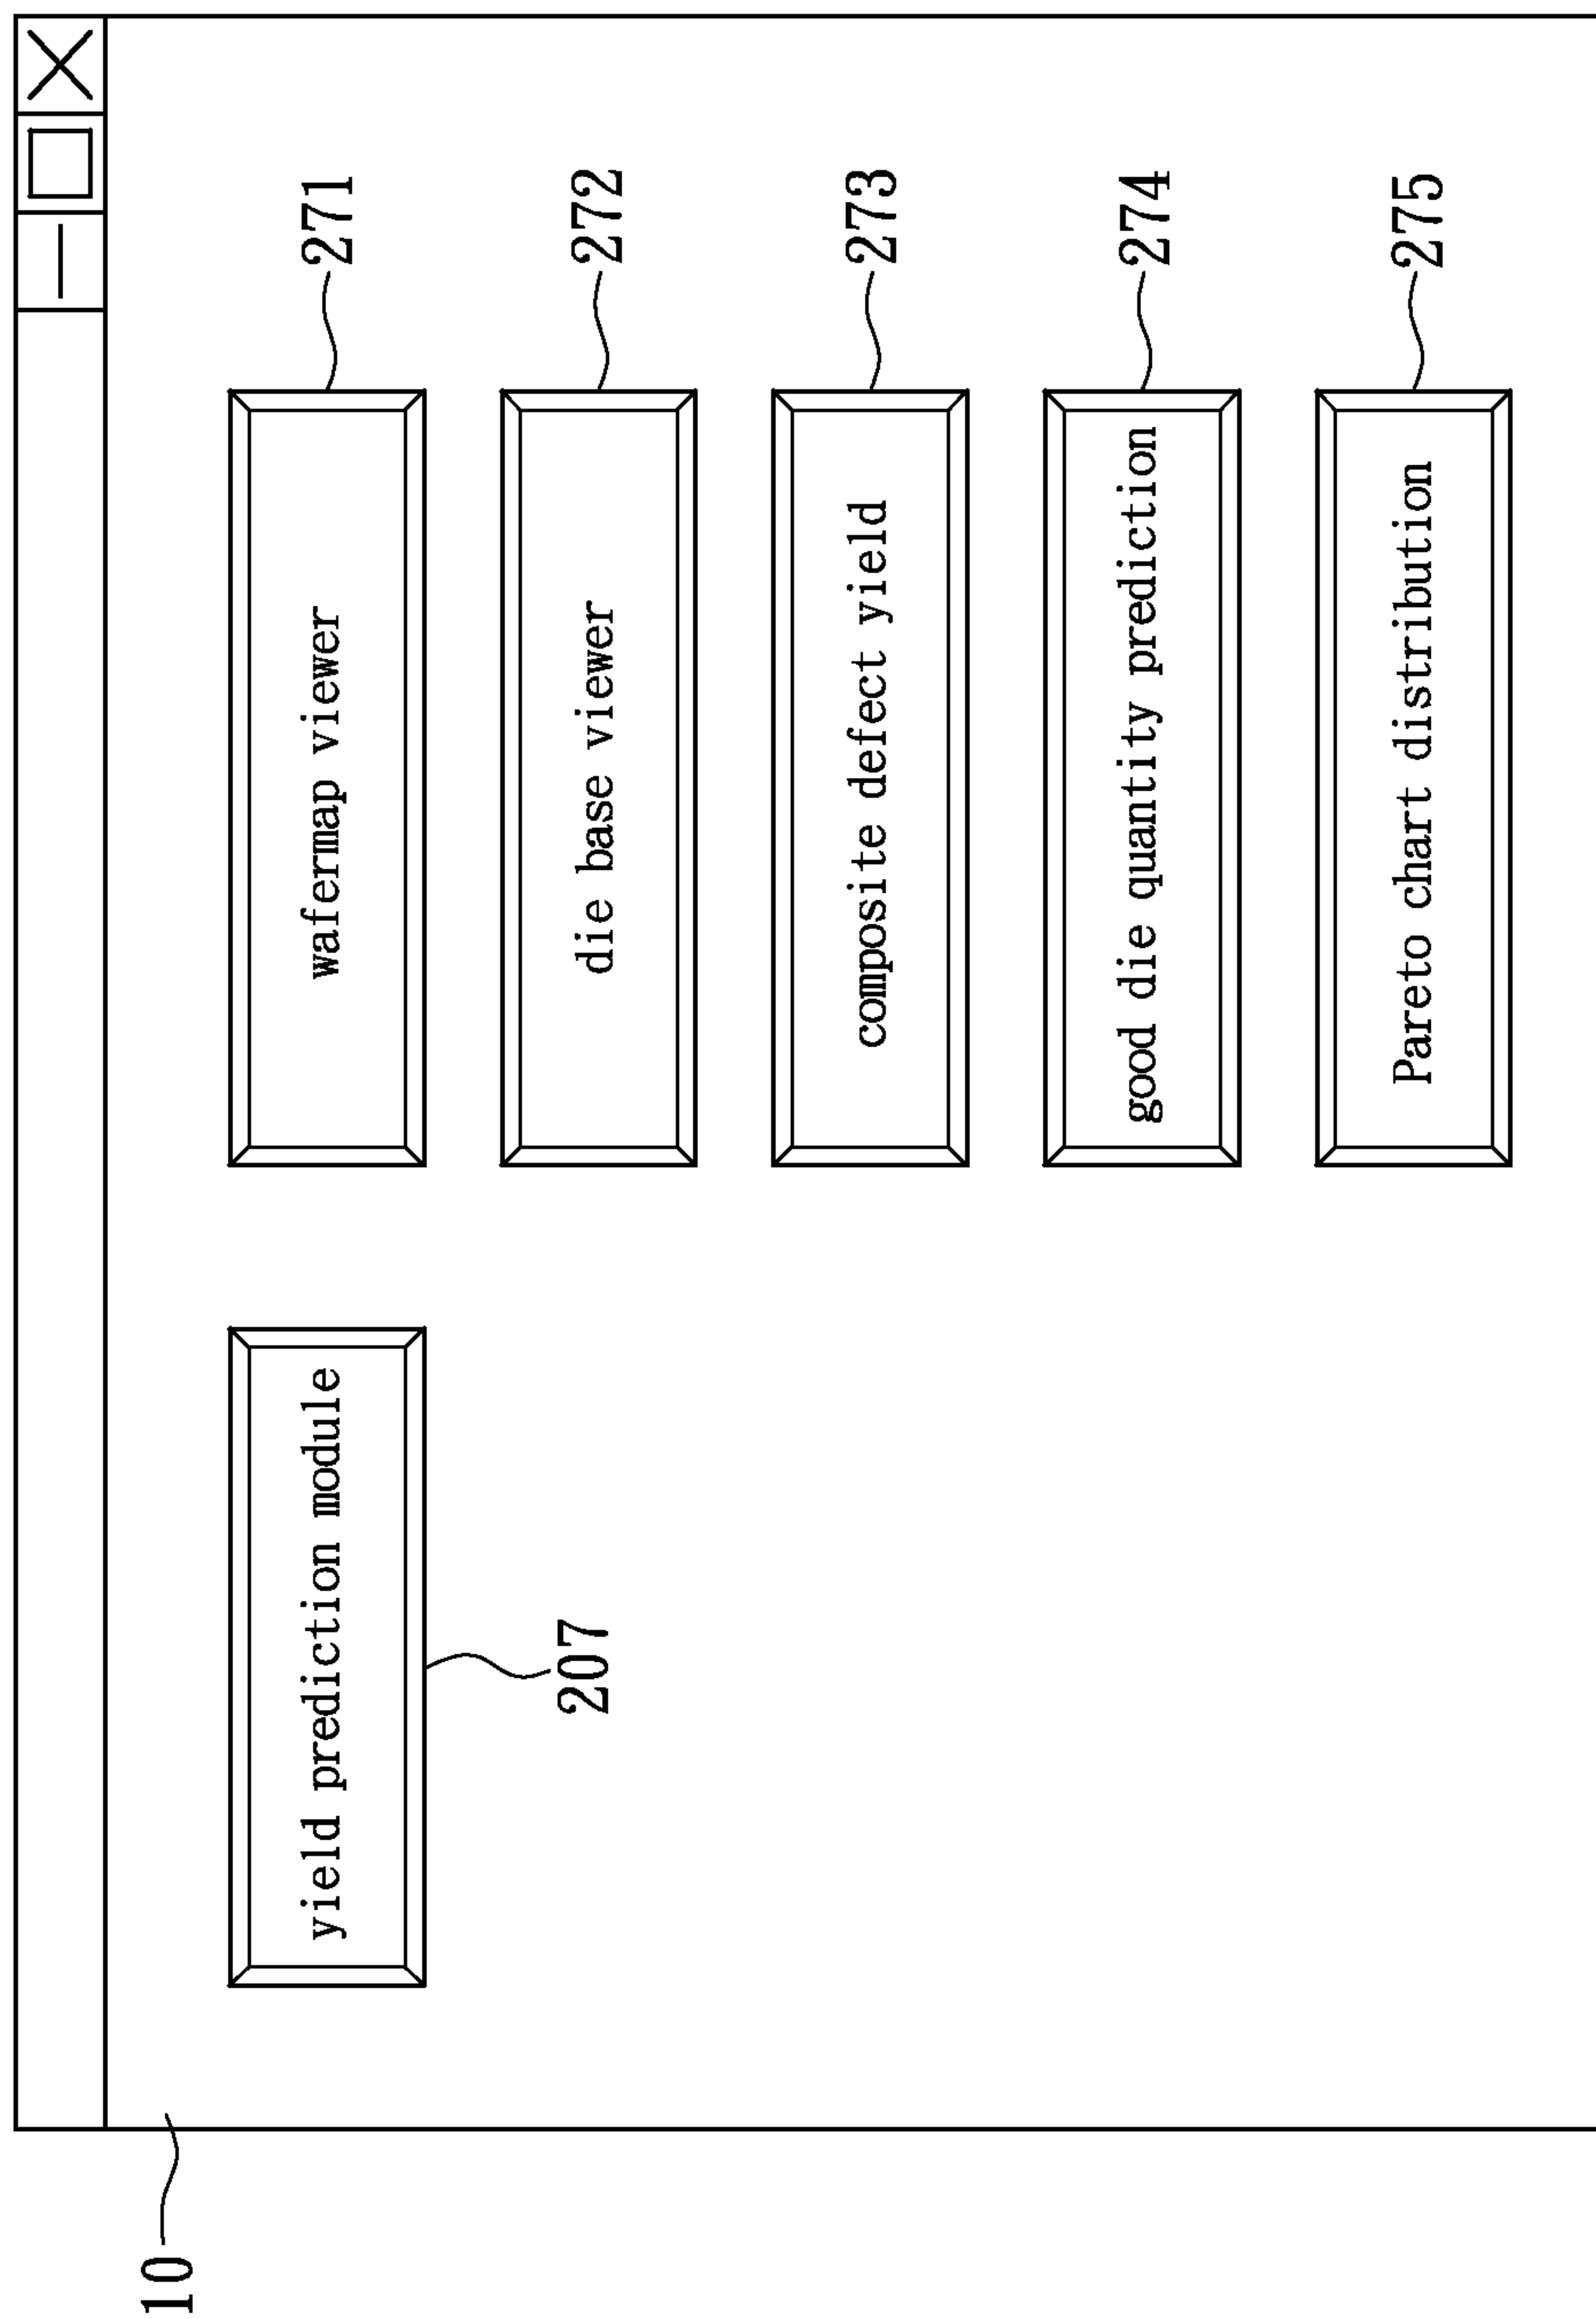 10
yield prediction module
207
wafermap viewer
271
die base viewer
272
composite defect yield
273
good die quantity prediction
274
Pareto chart distribution
275